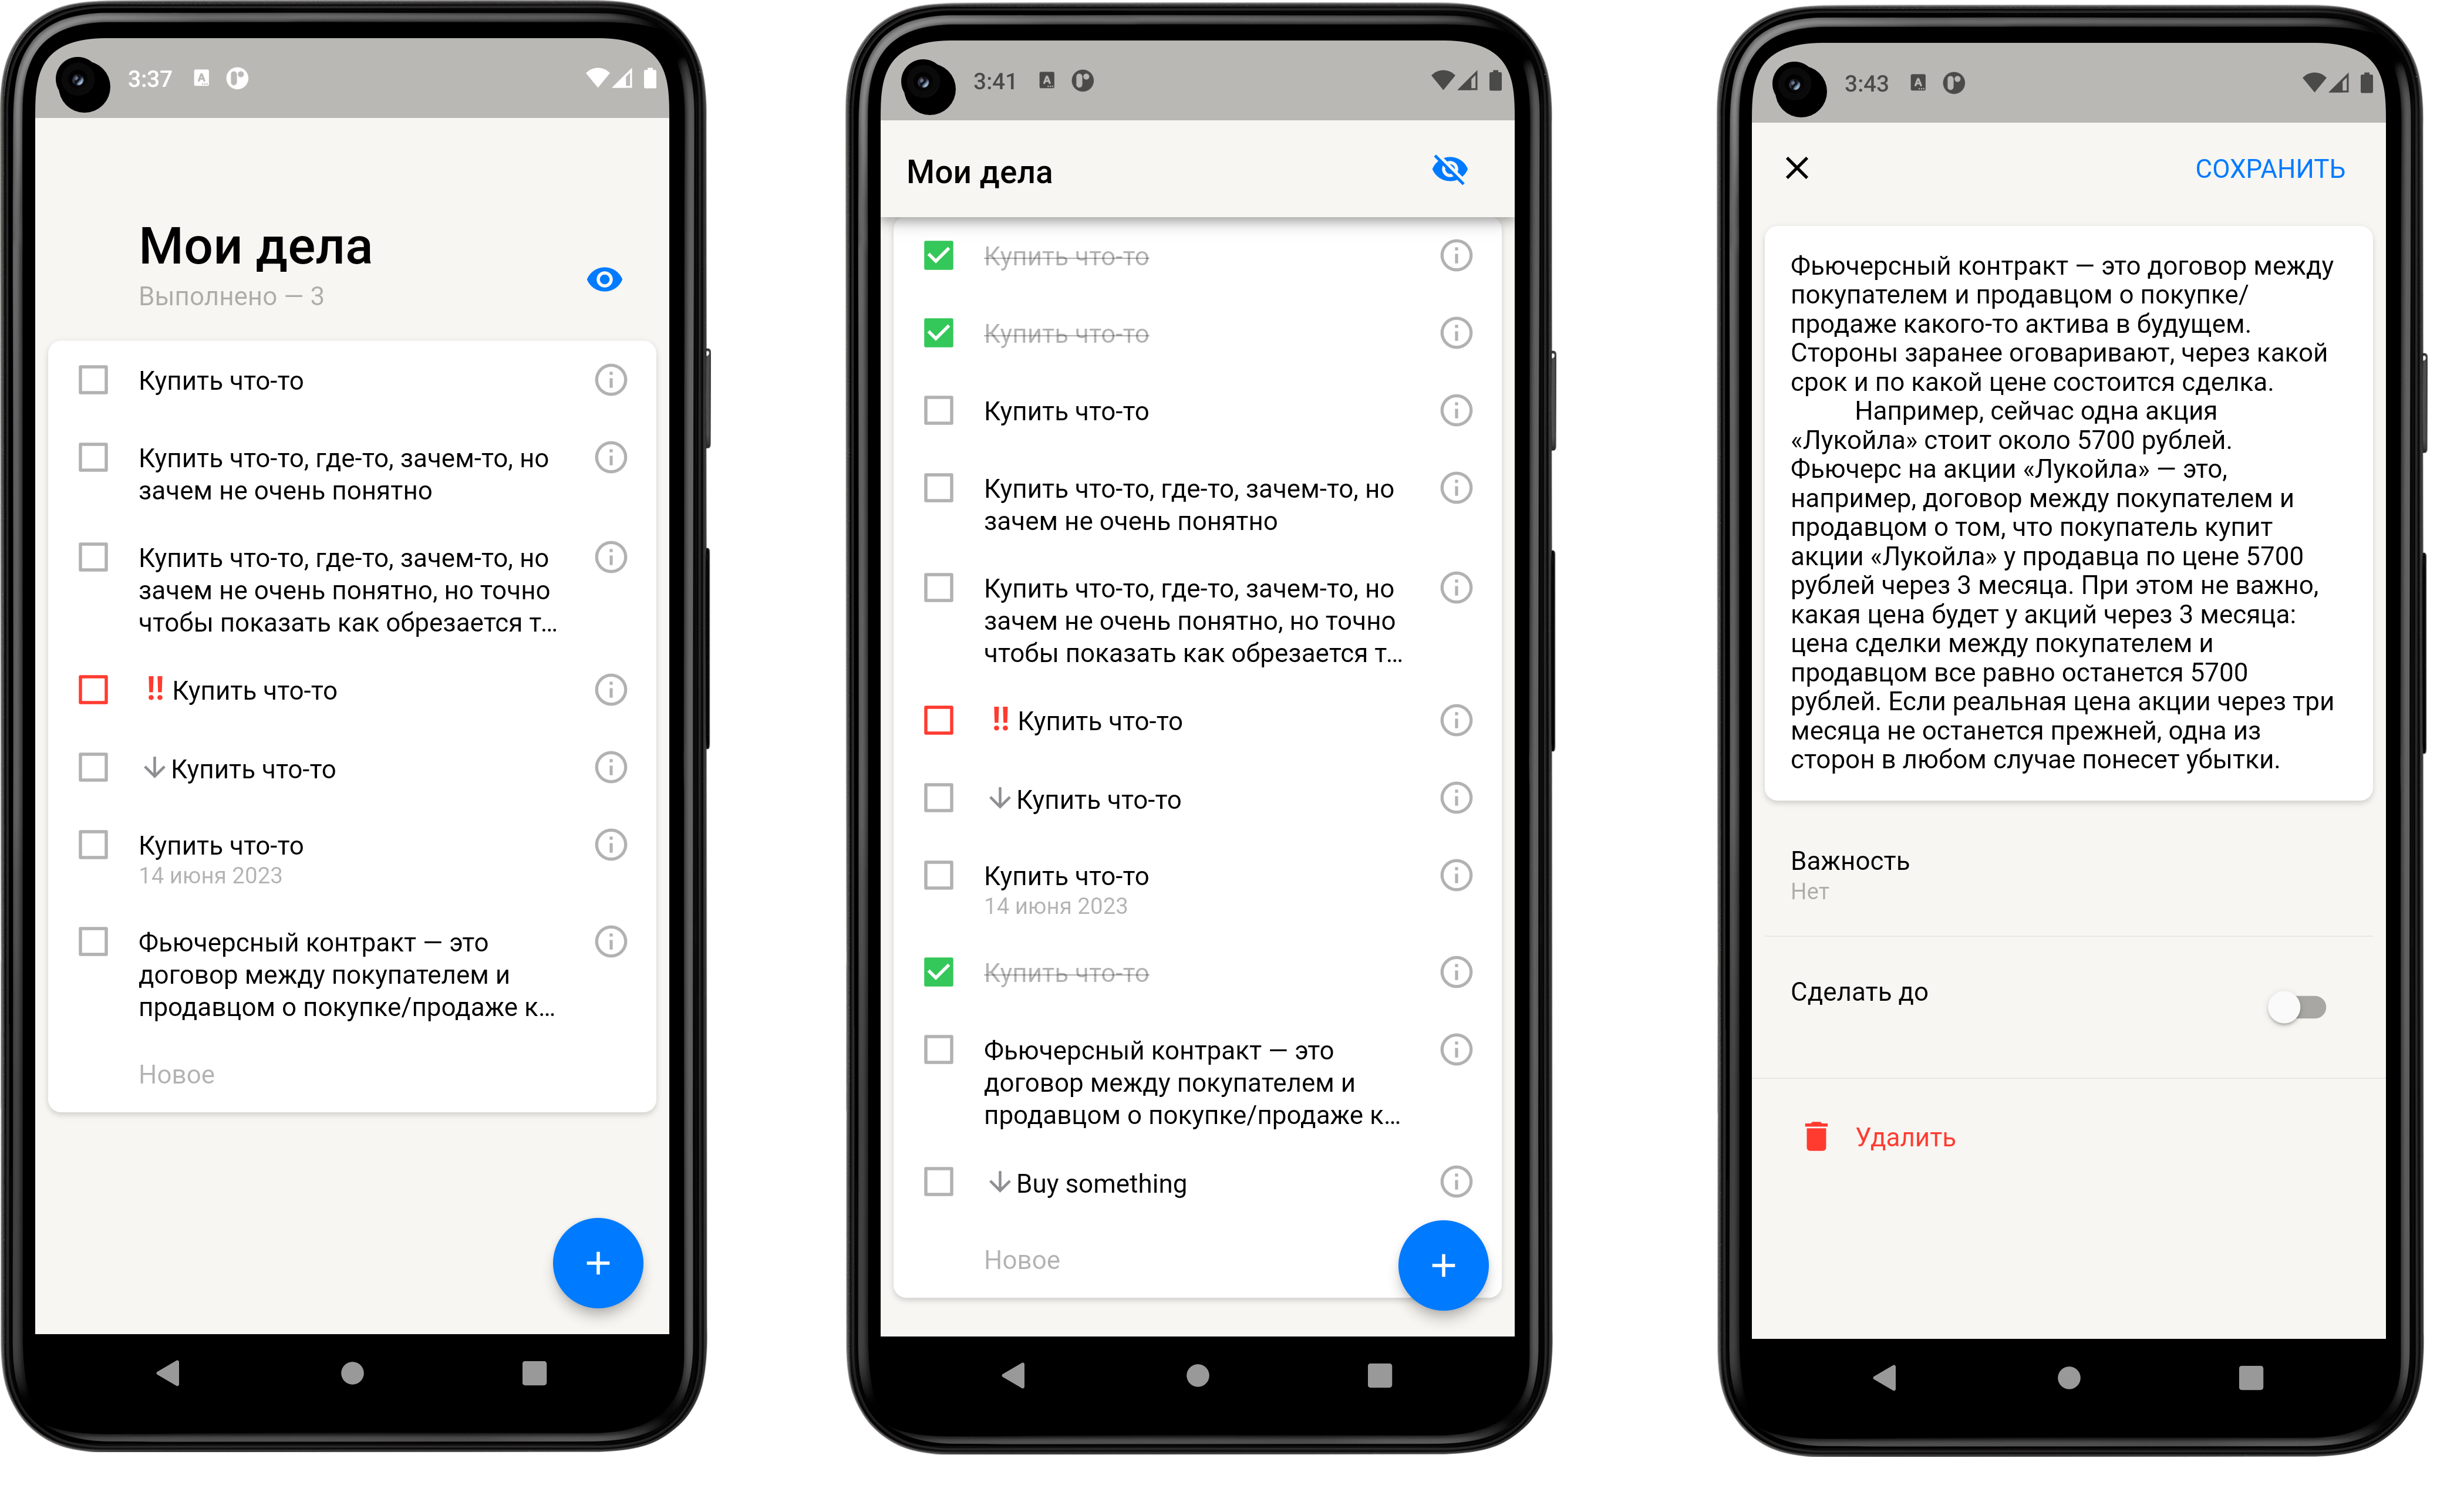 3:37
Мои дела
Выполнено — 3
Купить что-то
Купить что-то, где-то, зачем-то, но
зачем не очень понятно
Купить что-то, где-то, зачем-то, но
зачем не очень понятно, но точно
чтобы показать как обрезается т…
‼ Купить что-то
↓ Купить что-то
Купить что-то
14 июня 2023
Фьючерсный контракт — это
договор между покупателем и
продавцом о покупке/продаже к…
Новое
3:41
Мои дела
Купить что-то
Купить что-то
Купить что-то
Купить что-то, где-то, зачем-то, но
зачем не очень понятно
Купить что-то, где-то, зачем-то, но
зачем не очень понятно, но точно
чтобы показать как обрезается т…
‼ Купить что-то
↓ Купить что-то
Купить что-то
14 июня 2023
Купить что-то
Фьючерсный контракт — это
договор между покупателем и
продавцом о покупке/продаже к…
↓ Buy something
Новое
3:43
СОХРАНИТЬ
Фьючерсный контракт — это договор между
покупателем и продавцом о покупке/
продаже какого-то актива в будущем.
Стороны заранее оговаривают, через какой
срок и по какой цене состоится сделка.
Например, сейчас одна акция
«Лукойла» стоит около 5700 рублей.
Фьючерс на акции «Лукойла» — это,
например, договор между покупателем и
продавцом о том, что покупатель купит
акции «Лукойла» у продавца по цене 5700
рублей через 3 месяца. При этом не важно,
какая цена будет у акций через 3 месяца:
цена сделки между покупателем и
продавцом все равно останется 5700
рублей. Если реальная цена акции через три
месяца не останется прежней, одна из
сторон в любом случае понесет убытки.
Важность
Нет
Сделать до
Удалить